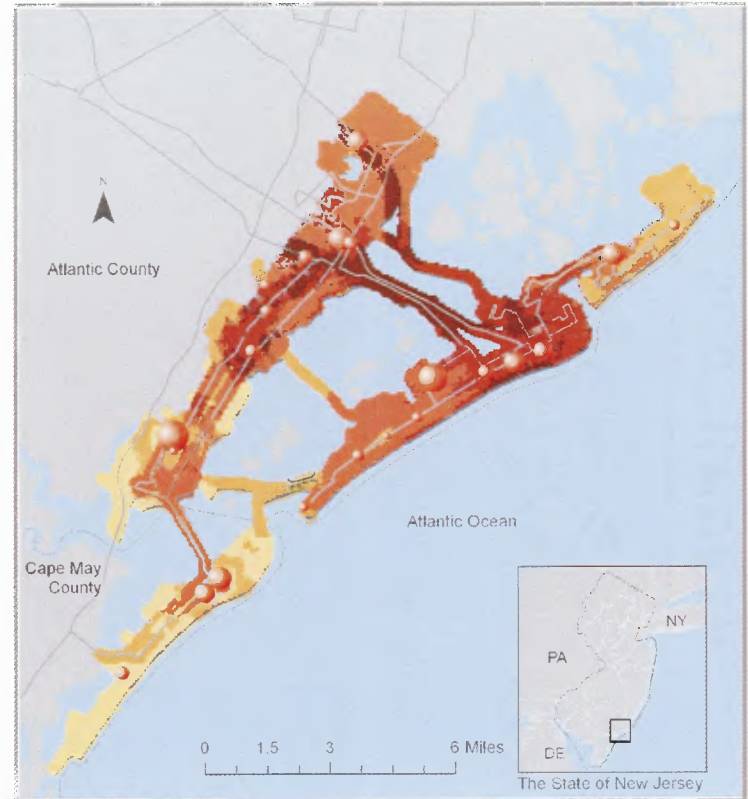 N
Atlantic County
Atlantic Ocean
Cape May
County
NY
PA
DE
0 1.5 3 6 Miles
The State of New Jersey